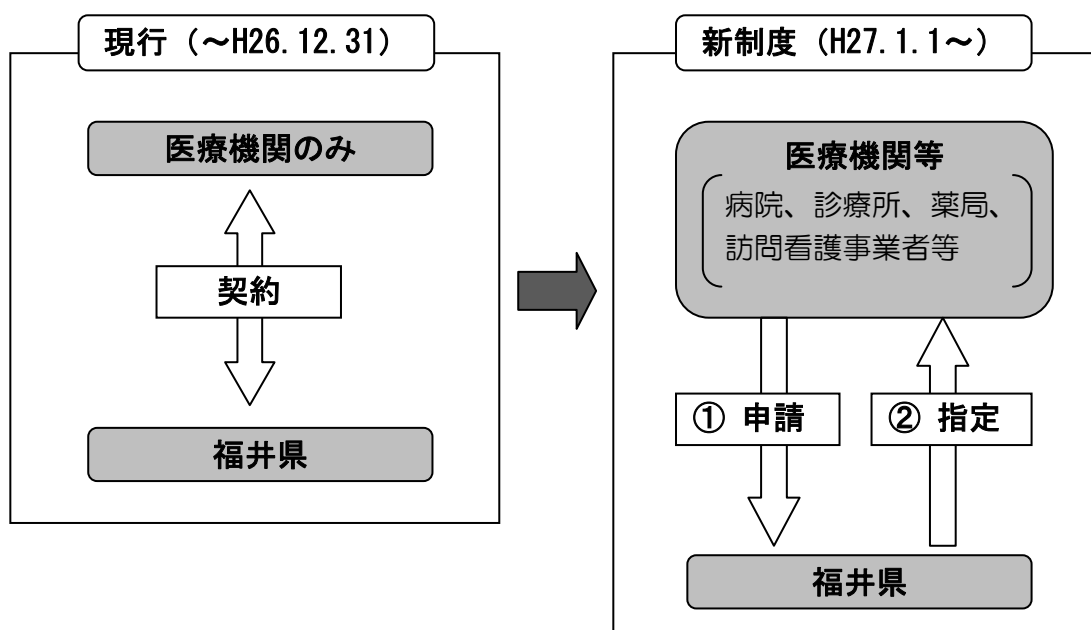 現行（～H26.12.31）
医療機関のみ
契約
福井県
新制度（H27.1.1～）
医療機関等
病院、診療所、薬局、
訪問看護事業者等
① 申請
② 指定
福井県